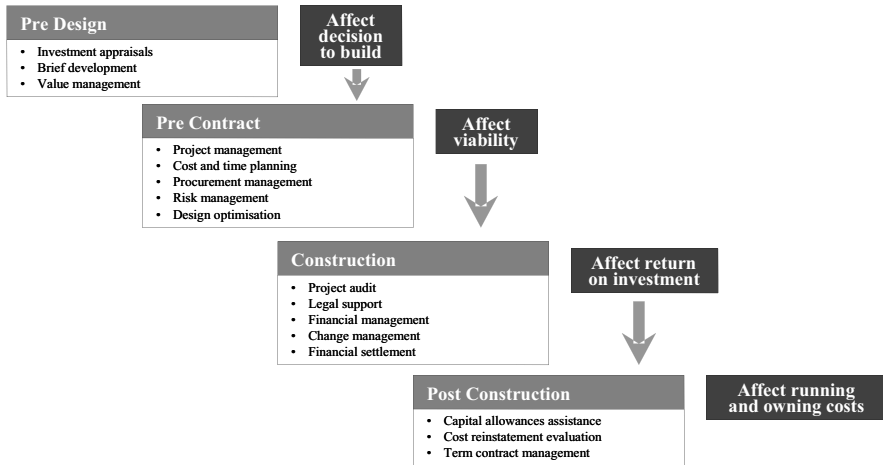 Pre Design
• Investment appraisals
• Brief development
• Value management
Affect
decision
to build
Pre Contract
• Project management
• Cost and time planning
• Procurement management
• Risk management
• Design optimisation
Affect
viability
Construction
• Project audit
• Legal support
• Financial management
• Change management
• Financial settlement
Affect return
on investment
Post Construction
• Capital allowances assistance
• Cost reinstatement evaluation
• Term contract management
Affect running
and owning costs